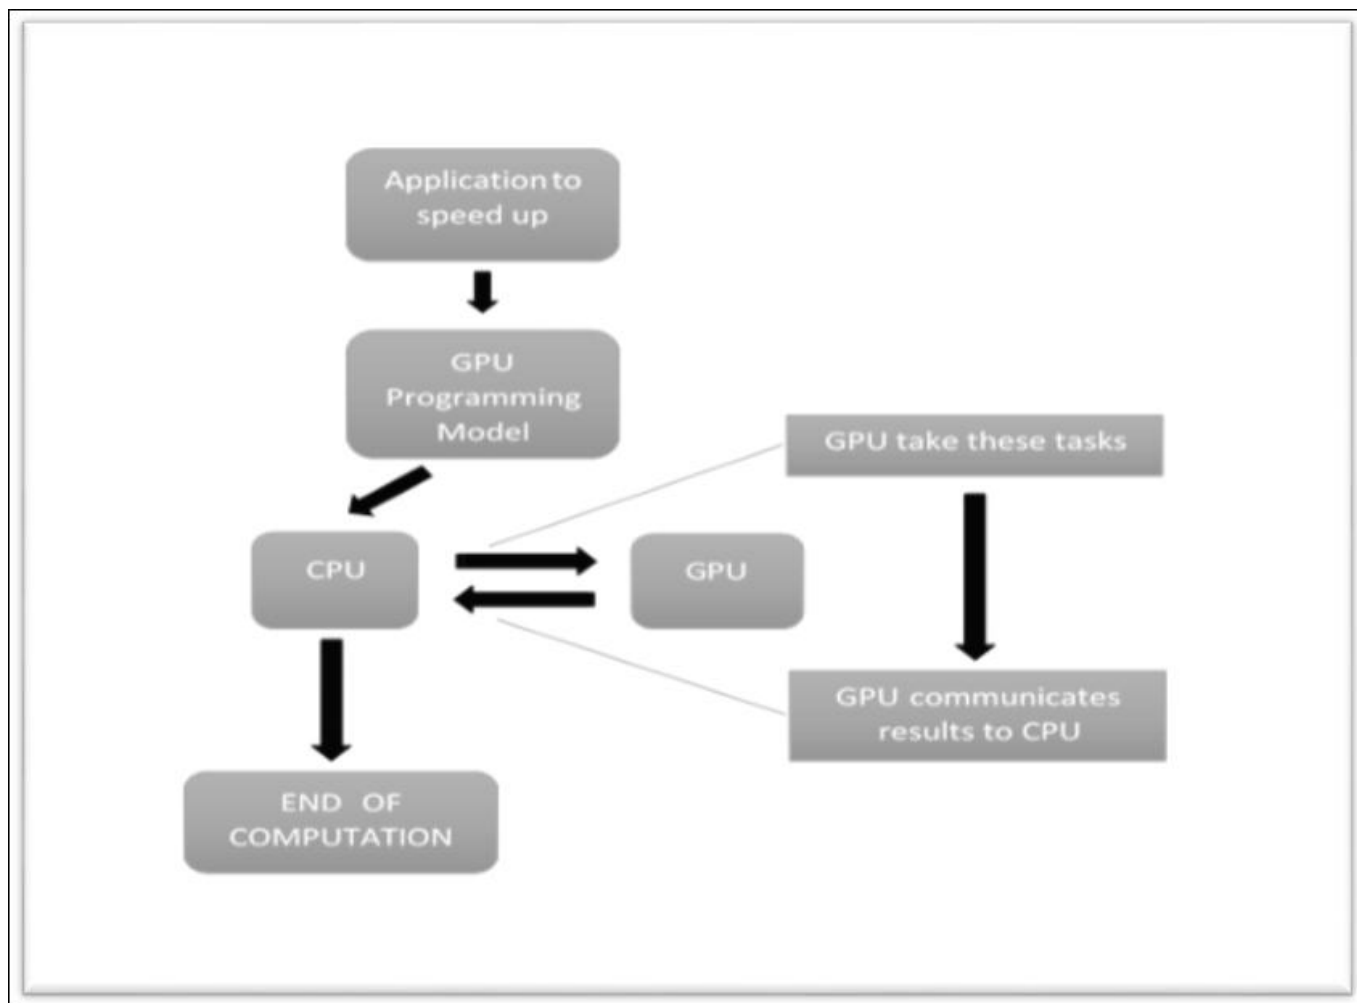 Application to
speed up
GPU
Programming
Model
GPU take these tasks
CPU
GPU
GPU communicates
results to CPU
END OF
COMPUTATION